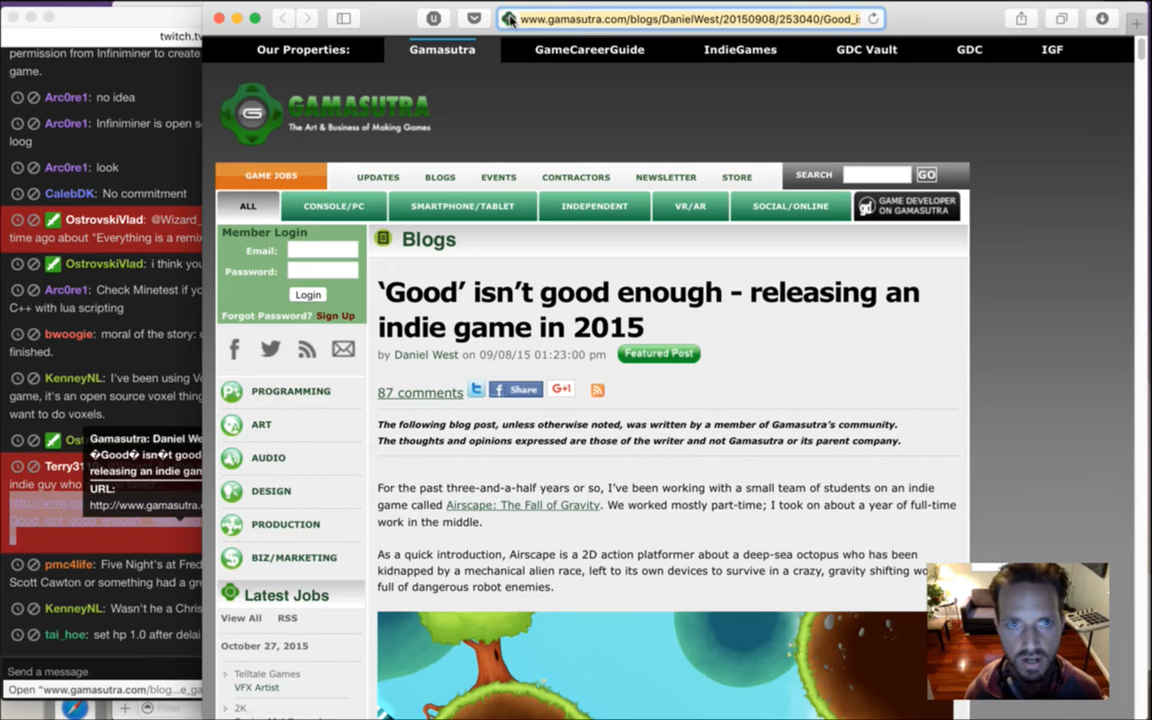 twitch.tv
permission from Infiniminer to create
game.
Arc0re1: no idea
Arc0re1: Infiniminer is open s
loog
Arc0re1: look
CalebDK: No commitment
OstrovskiVlad: @Wizard_
time ago about "Everything is a remix
OstrovskiVlad: i think you
Arc0re1: Check Minetest if yo
C++ with lua scripting
bwoogie: moral of the story:
finished.
KenneyNL: I've been using Vo
game, it's an open source voxel thing
want to do voxels.
Ost
Terry31
indie guy who
http://www.ga
Gamasutra: Daniel We
�Good� isn�t good
releasing an indie gam
URL:
http://www.gamasutra.
pmc4life: Five Night's at Fred
Scott Cawton or something had a gre
KenneyNL: Wasn't he a Chris
tai_hoe: set hp 1.0 after delai
Send a message
Open "www.gamasutra.com/blog...e_ga
Filter
www.gamasutra.com/blogs/DanielWest/20150908/253040/Good_i
Our Properties: Gamasutra GameCareerGuide IndieGames GDC Vault GDC IGF
GAMASUTRA
The Art & Business of Making Games
GAME JOBS UPDATES BLOGS EVENTS CONTRACTORS NEWSLETTER STORE SEARCH GO
ALL CONSOLE/PC SMARTPHONE/TABLET INDEPENDENT VR/AR SOCIAL/ONLINE GAME DEVELOPER
ON GAMASUTRA
Member Login
Email:
Password:
Login
Forgot Password? Sign Up
PROGRAMMING
ART
AUDIO
DESIGN
PRODUCTION
BIZ/MARKETING
Latest Jobs
View All RSS
October 27, 2015
Telltale Games
VFX Artist
2K
Blogs
‘Good’ isn’t good enough - releasing an
indie game in 2015
by Daniel West on 09/08/15 01:23:00 pm Featured Post
87 comments Share G+1
The following blog post, unless otherwise noted, was written by a member of Gamasutra’s community.
The thoughts and opinions expressed are those of the writer and not Gamasutra or its parent company.
For the past three-and-a-half years or so, I’ve been working with a small team of students on an indie
game called Airscape: The Fall of Gravity. We worked mostly part-time; I took on about a year of full-time
work in the middle.
As a quick introduction, Airscape is a 2D action platformer about a deep-sea octopus who has been
kidnapped by a mechanical alien race, left to its own devices to survive in a crazy, gravity shifting wo
full of dangerous robot enemies.